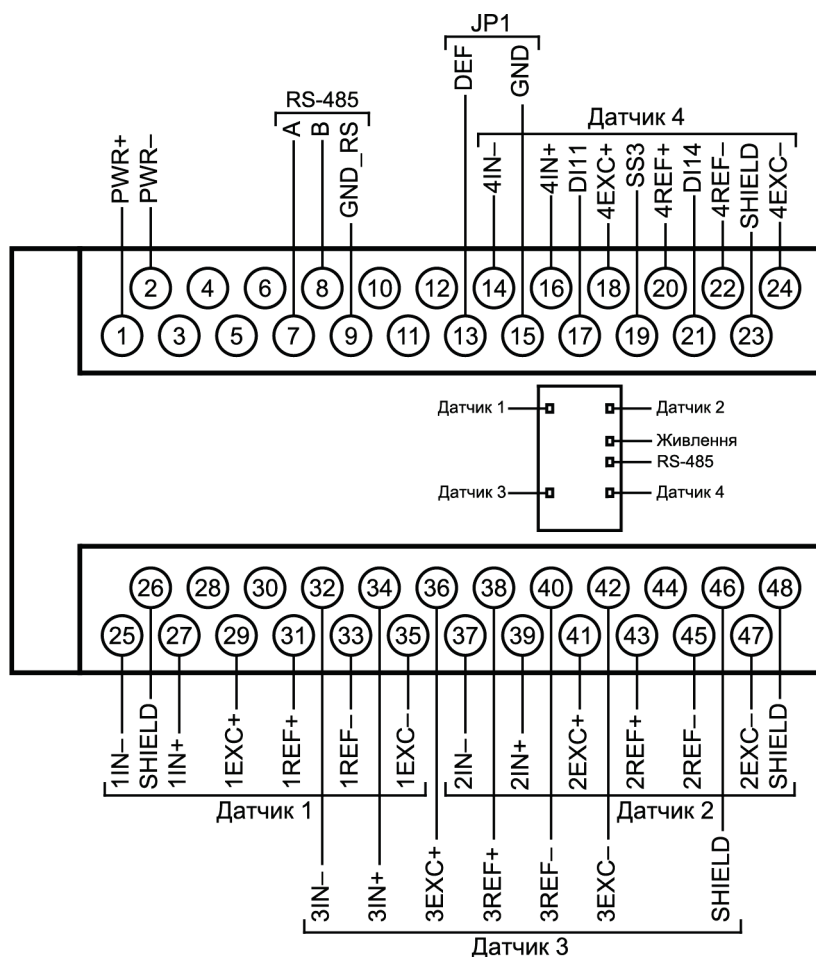 JP1
DEF
GND
RS-485
A
B
GND_RS
PWR+
PWR–
Датчик 4
4IN–
4IN+
DI11
4EXC+
SS3
4REF+
DI14
4REF–
SHIELD
4EXC–
2 4 6 8 10 12 14 16 18 20 22 24
1 3 5 7 9 11 13 15 17 19 21 23
Датчик 1
Датчик 2
Живлення
RS-485
Датчик 3
Датчик 4
26 28 30 32 34 36 38 40 42 44 46 48
25 27 29 31 33 35 37 39 41 43 45 47
1IN–
SHIELD
1IN+
1EXC+
1REF+
1REF–
1EXC–
Датчик 1
2IN–
2IN+
2EXC+
2REF+
2REF–
2EXC–
SHIELD
Датчик 2
3IN–
3IN+
3EXC+
3REF+
3REF–
3EXC–
SHIELD
Датчик 3